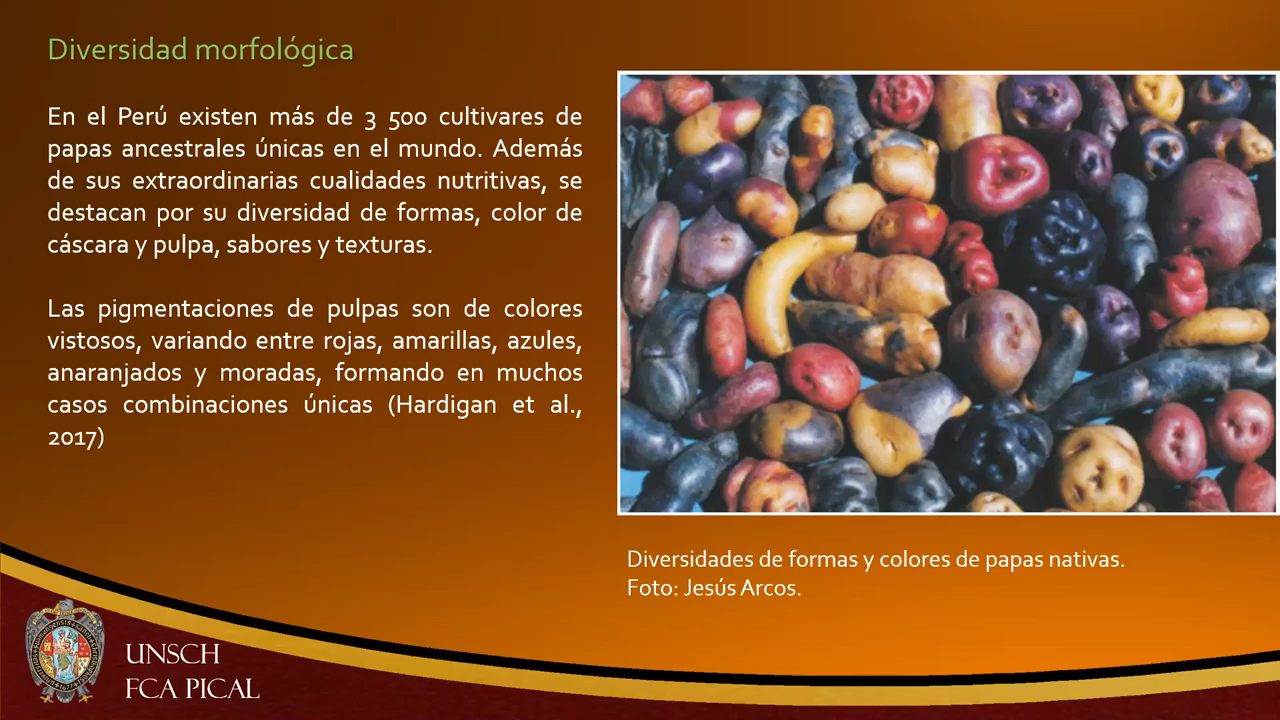 Diversidad morfológica
En el Perú existen más de 3 500 cultivares de
papas ancestrales únicas en el mundo. Además
de sus extraordinarias cualidades nutritivas, se
destacan por su diversidad de formas, color de
cáscara y pulpa, sabores y texturas.
Las pigmentaciones de pulpas son de colores
vistosos, variando entre rojas, amarillas, azules,
anaranjados y moradas, formando en muchos
casos combinaciones únicas (Hardigan et al.,
2017)
Diversidades de formas y colores de papas nativas.
Foto: Jesús Arcos.
UNSCH
FCA PICAL